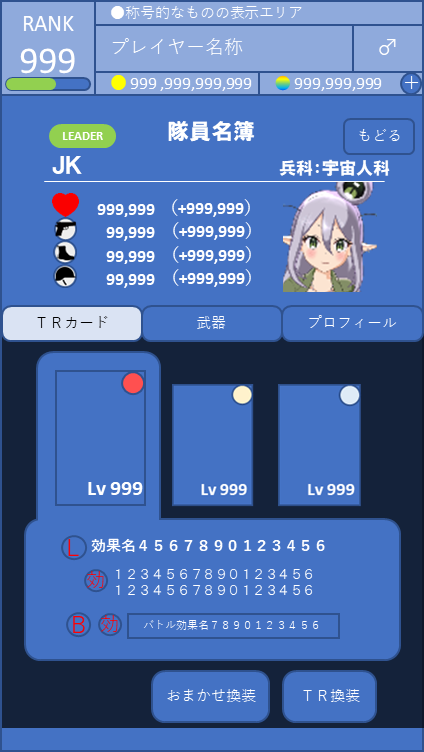 ●称号的なものの表示エリア
RANK
999
プレイヤー名称
♂
999 ,999,999,999
999,999,999
+
隊員名簿
もどる
LEADER
JK
兵科：宇宙人科
999,999 （+999,999）
99,999 （+999,999）
99,999 （+999,999）
99,999 （+999,999）
ＴＲカード
武器
プロフィール
Lv 999
Lv 999
Lv 999
L 効果名４５６７８９０１２３４５６
効 １２３４５６７８９０１２３４５６
１２３４５６７８９０１２３４５６
B 効 バトル効果名７８９０１２３４５６
おまかせ換装
ＴＲ換装